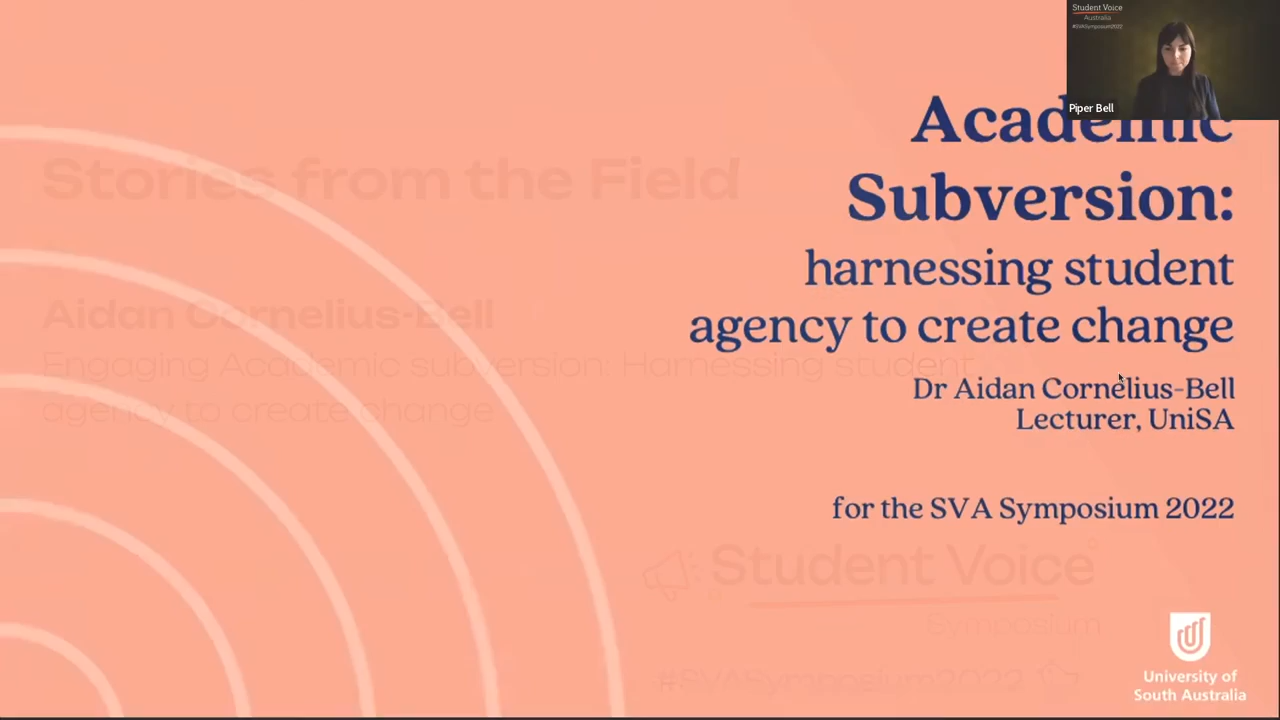 Student Voice
Australia
#SVASymposium2022
Piper Bell
Academic
Subversion:
harnessing student
agency to create change
Dr Aidan Cornelius-Bell
Lecturer, UniSA
for the SVA Symposium 2022
Stories from the Field
Aidan Cornelius-Bell
Engaging Academic subversion: Harnessing student
agency to create change
Student Voice
Symposium
#SVASymposium2022
University of
South Australia